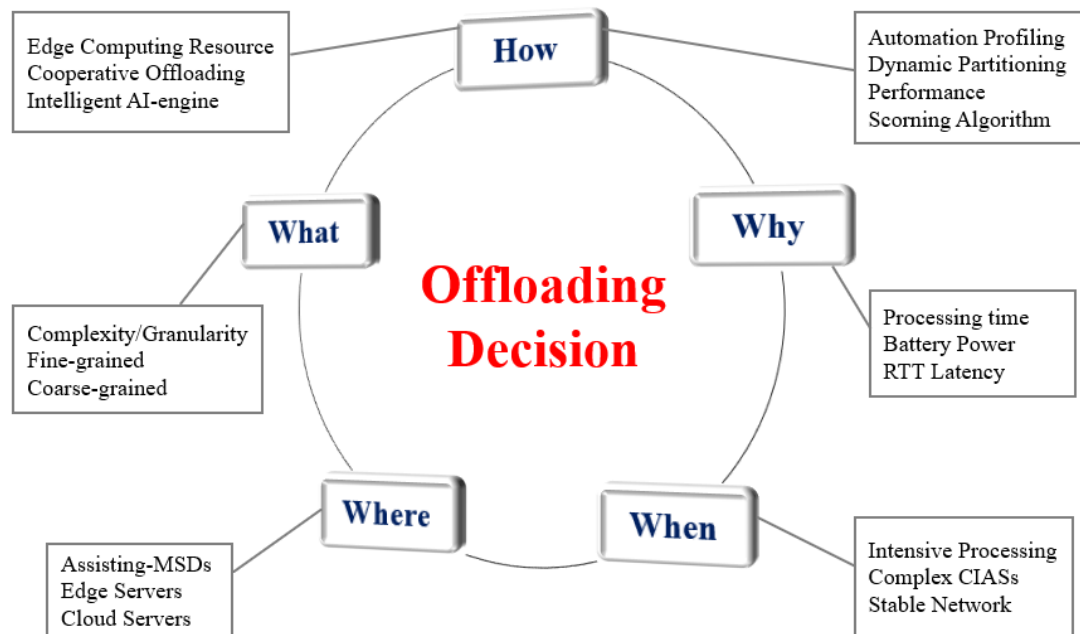 How
Edge Computing Resource
Cooperative Offloading
Intelligent AI-engine
Automation Profiling
Dynamic Partitioning
Performance
Scorning Algorithm
What
Why
Offloading
Decision
Complexity/Granularity
Fine-grained
Coarse-grained
Processing time
Battery Power
RTT Latency
Where
When
Assisting-MSDs
Edge Servers
Cloud Servers
Intensive Processing
Complex CIASs
Stable Network